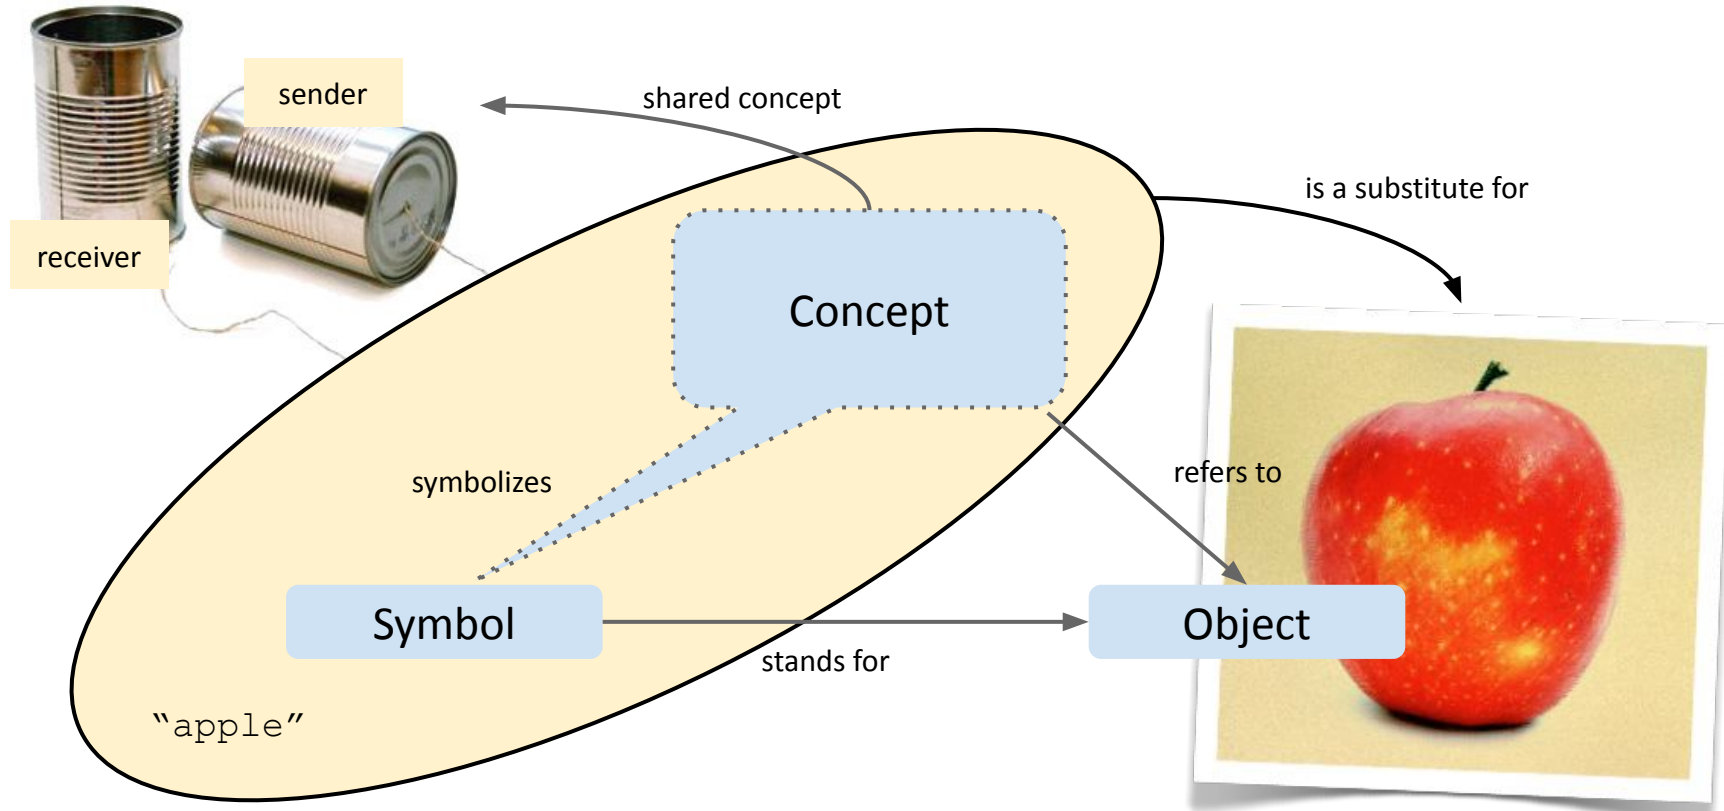 sender
shared concept
is a substitute for
receiver
Concept
symbolizes
refers to
Symbol
Object
stands for
“apple”